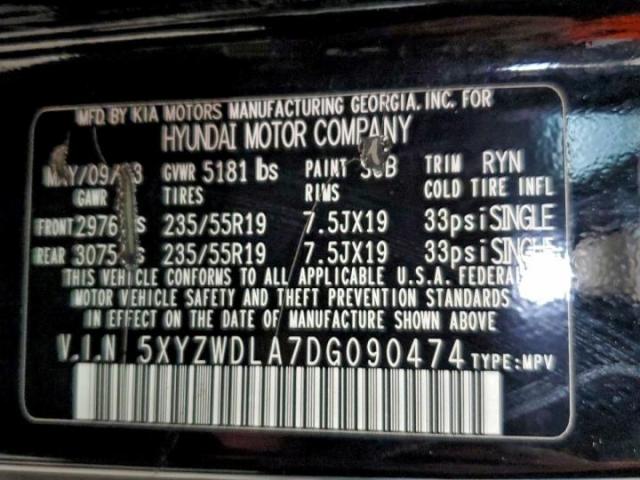 MFD. BY KIA MOTORS MANUFACTURING GEORGIA, INC. FOR
HYUNDAI MOTOR COMPANY
GVWR 5181 lbs PAINT TRIM RYN
GAWR TIRES RIMS COLD TIRE INFL
FRONT 235/55R19 7.5JX19 33psi SINGLE
REAR 235/55R19 7.5JX19 33psi SINGLE
THIS VEHICLE CONFORMS TO ALL APPLICABLE U.S.A. FEDERAL
MOTOR VEHICLE SAFETY AND THEFT PREVENTION STANDARDS
IN EFFECT ON THE DATE OF MANUFACTURE SHOWN ABOVE
V.I.N 5XYZWDLA7DG090474 TYPE:MPV